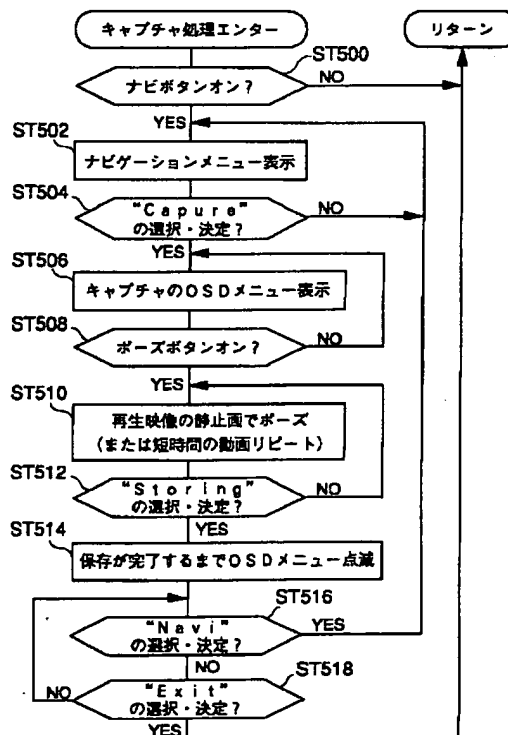 キャプチャ処理エンター
リターン
ST500
ナビボタンオン?
NO
YES
ST502
ナビゲーションメニュー表示
ST504
"Capure"
の選択・決定?
NO
YES
ST506
キャプチャのOSDメニュー表示
ST508
ポーズボタンオン?
NO
YES
ST510
再生映像の静止画でポーズ
(または短時間の動画リピート)
ST512
"Storing"
の選択・決定?
NO
YES
ST514
保存が完了するまでOSDメニュー点滅
ST516
"Navi"
の選択・決定?
YES
NO
ST518
"Exit"
の選択・決定?
NO
YES